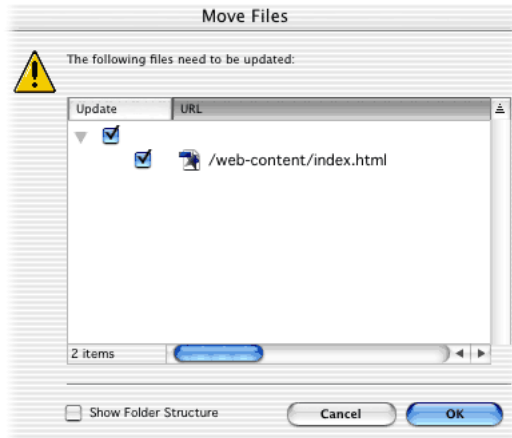 Move Files
The following files need to be updated:
Update URL
/web-content/index.html
2 items
Show Folder Structure Cancel OK